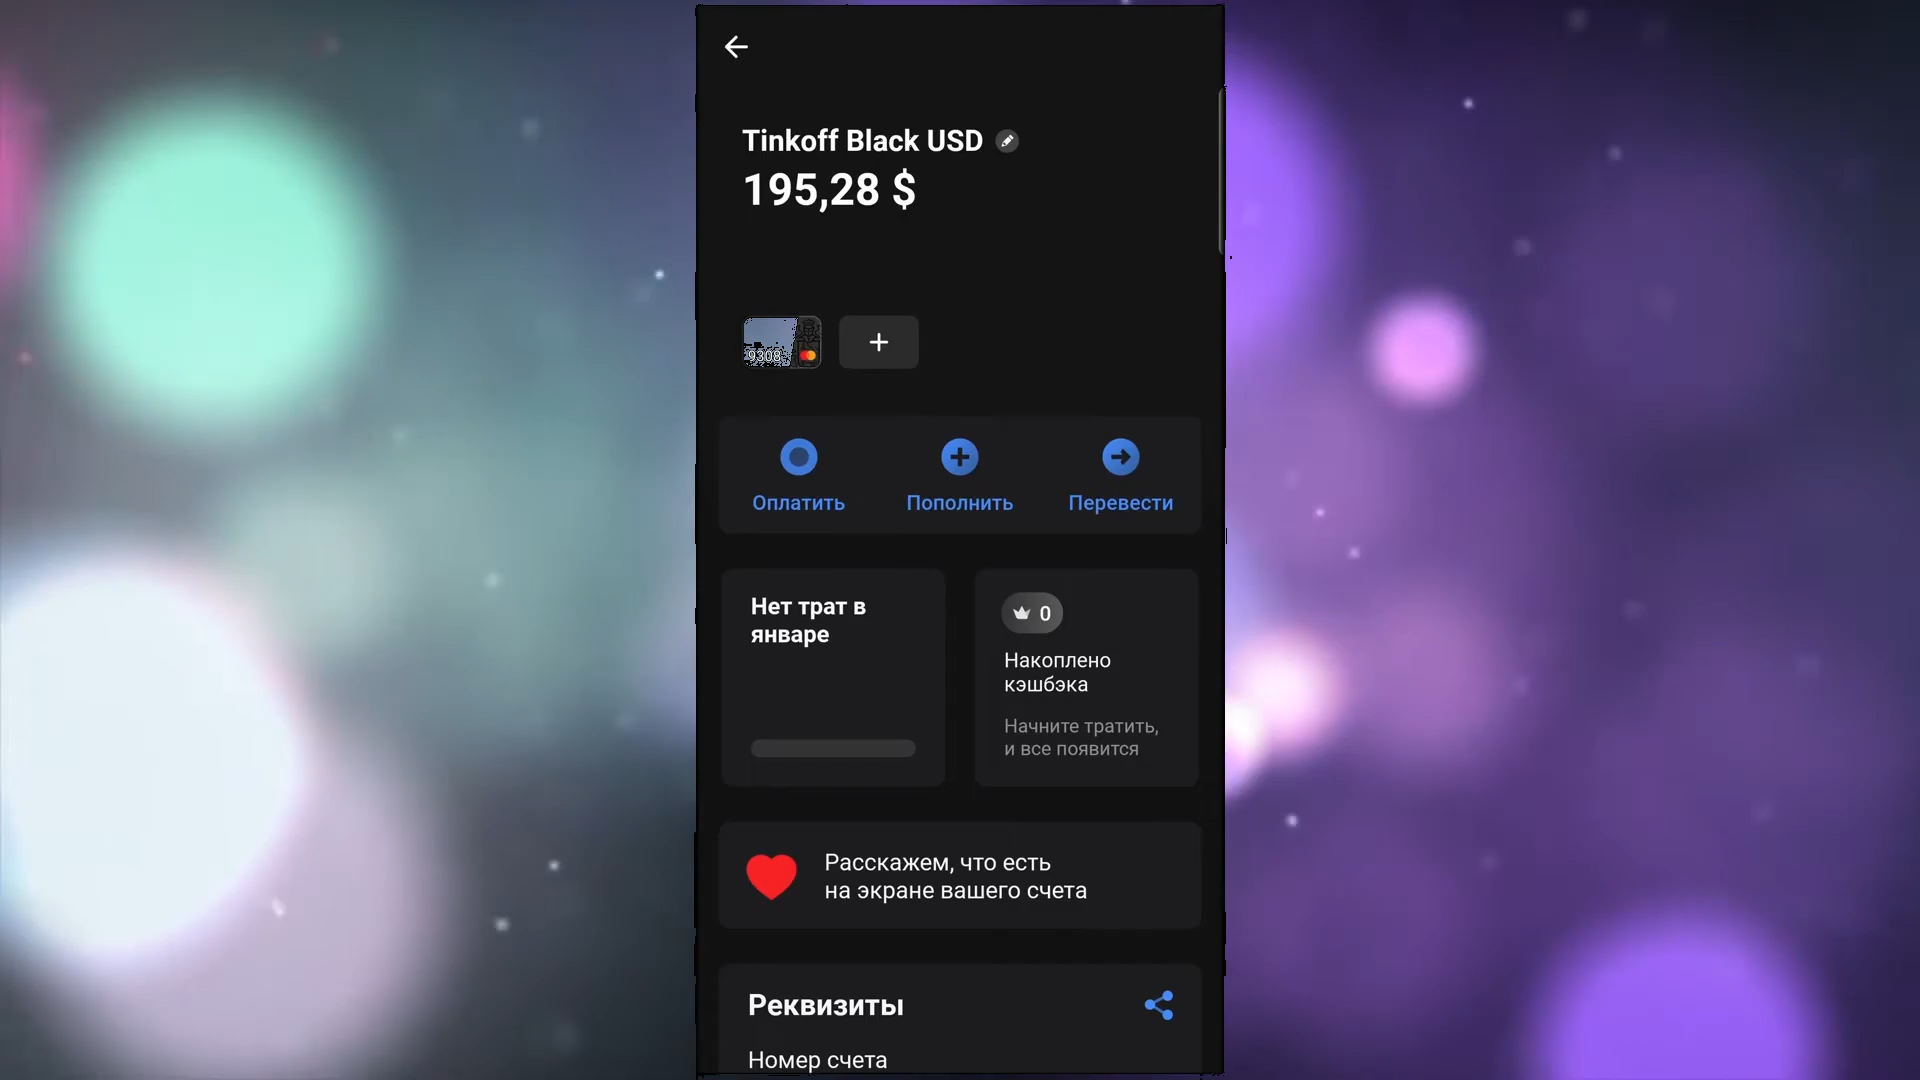 Tinkoff Black USD
195,28 $
9308
Оплатить
Пополнить
Перевести
Нет трат в
январе
0
Накоплено
кэшбэка
Начните тратить,
и все появится
Расскажем, что есть
на экране вашего счета
Реквизиты
Номер счета